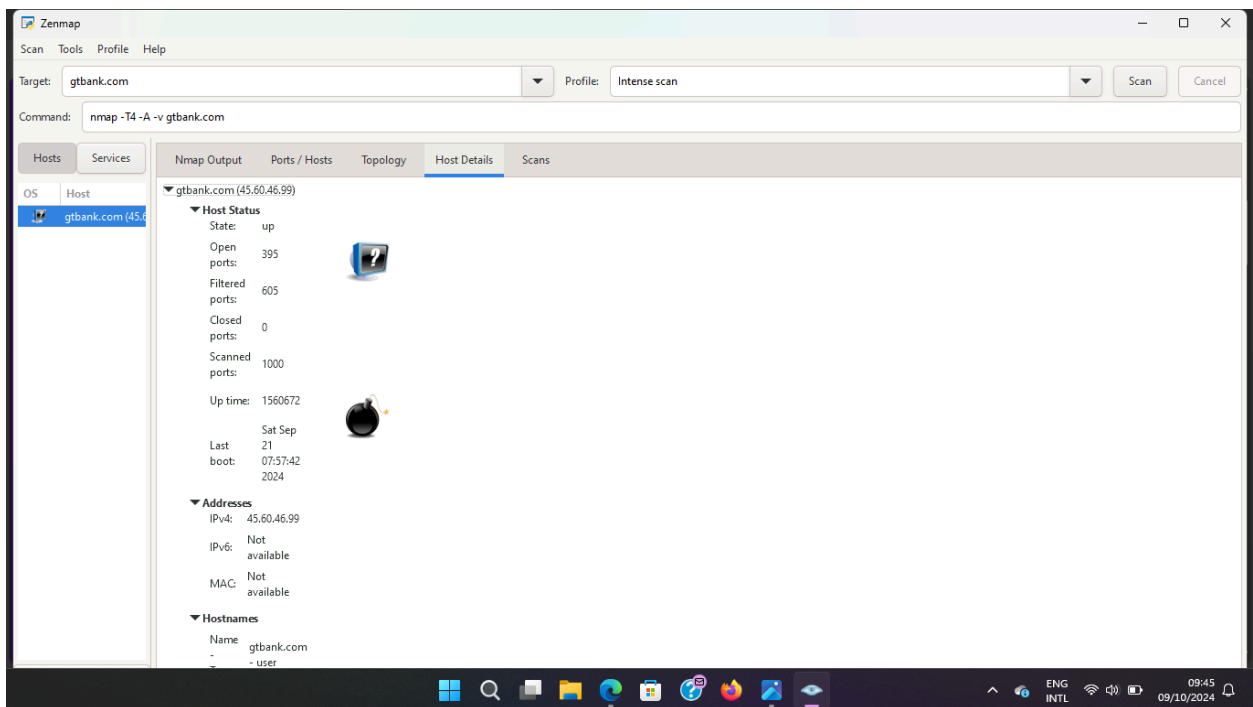 Zenmap
Scan Tools Profile Help
Target: gtbank.com Profile: Intense scan Scan Cancel
Command: nmap -T4 -A -v gtbank.com
Hosts Services Nmap Output Ports / Hosts Topology Host Details Scans
OS Host
gtbank.com (45.6
gtbank.com (45.60.46.99)
Host Status
State: up
Open
ports: 395
Filtered
ports: 605
Closed
ports: 0
Scanned
ports: 1000
Up time: 1560672
Last
boot: Sat Sep
21
07:57:42
2024
Addresses
IPv4: 45.60.46.99
IPv6: Not
available
MAC: Not
available
Hostnames
Name
- gtbank.com
- user
ENG
INTL
09:45
09/10/2024